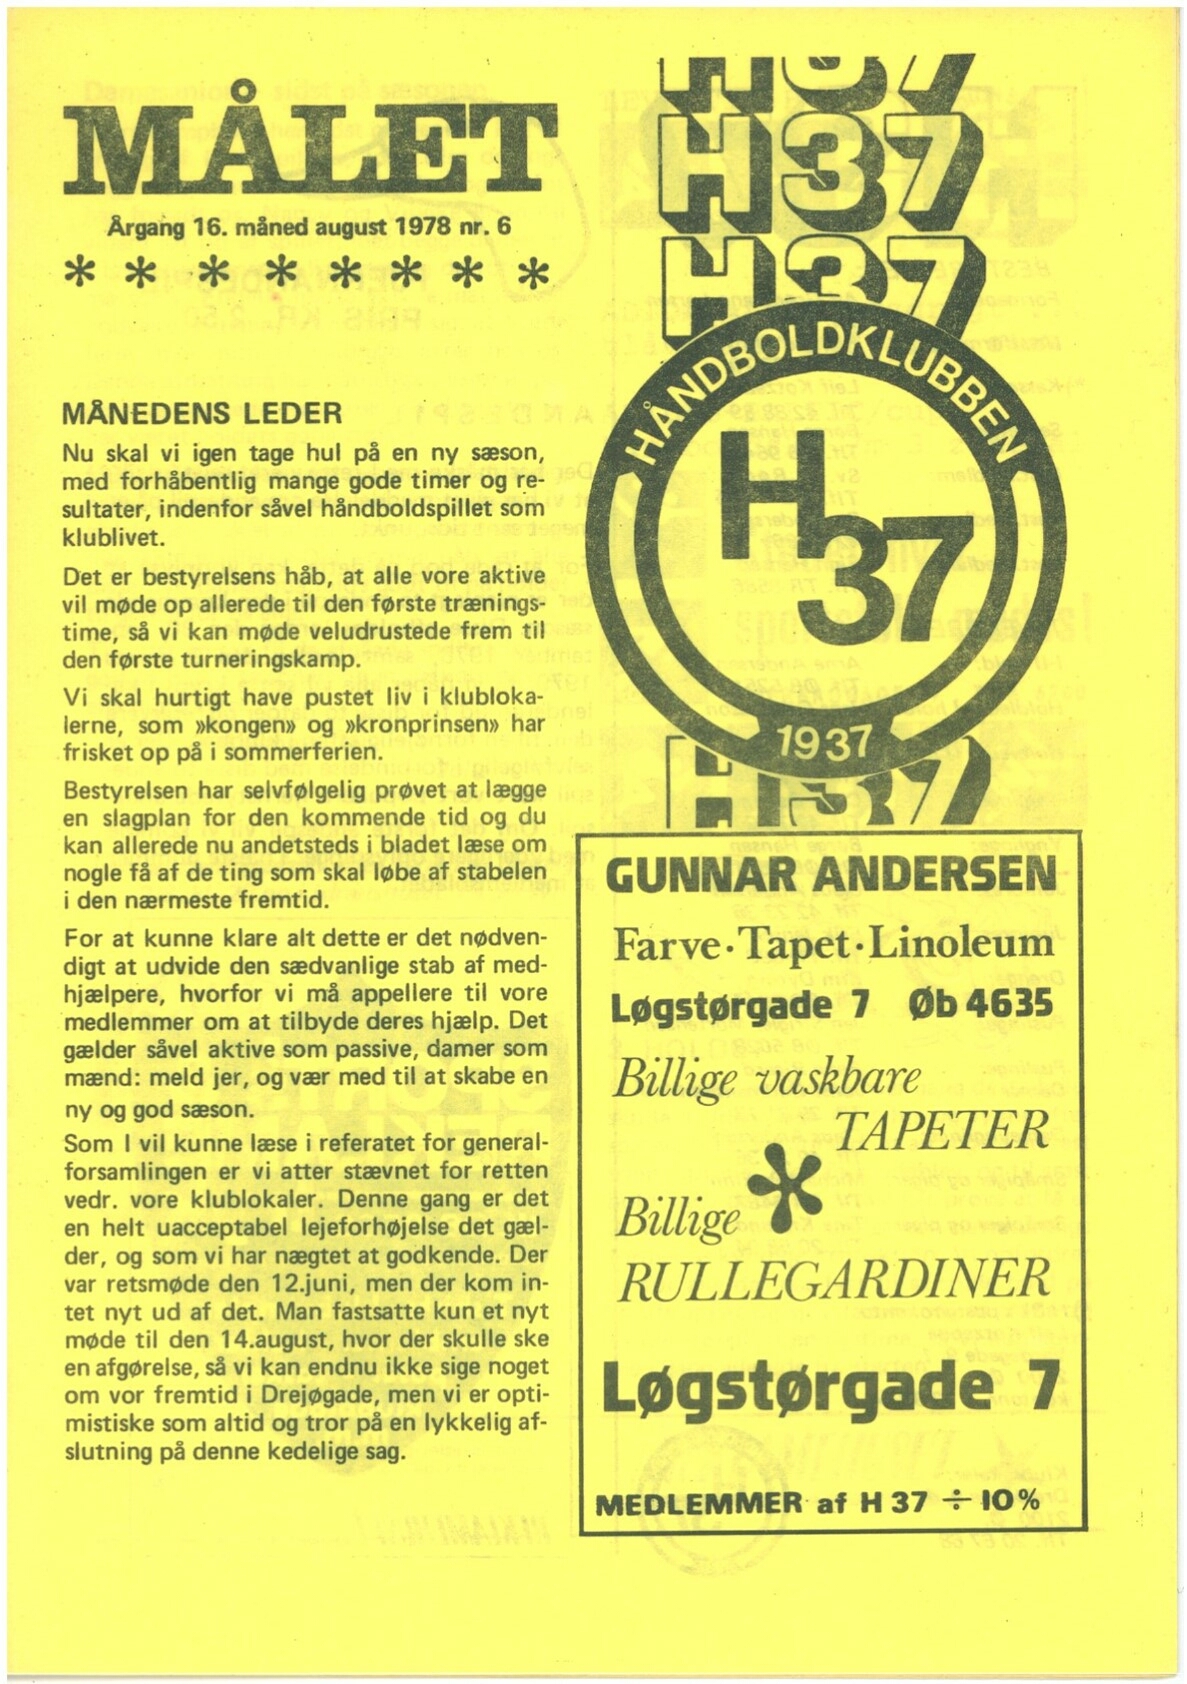 MÅLET
Årgang 16. måned august 1978 nr. 6
* * * * * * * *
MÅNEDENS LEDER
Nu skal vi igen tage hul på en ny sæson,
med forhåbentlig mange gode timer og re-
sultater, indenfor såvel håndboldspillet som
klublivet.
Det er bestyrelsens håb, at alle vore aktive
vil møde op allerede til den første trænings-
time, så vi kan møde veludrustede frem til
den første turneringskamp.
Vi skal hurtigt have pustet liv i klubloka-
lerne, som »kongen» og »kronprinsen» har
frisket op på i sommerferien.
Bestyrelsen har selvfølgelig prøvet at lægge
en slagplan for den kommende tid og du
kan allerede nu andetsteds i bladet læse om
nogle få af de ting som skal løbe af stabelen
i den nærmeste fremtid.
For at kunne klare alt dette er det nødven-
digt at udvide den sædvanlige stab af med-
hjælpere, hvorfor vi må appellere til vore
medlemmer om at tilbyde deres hjælp. Det
gælder såvel aktive som passive, damer som
mænd: meld jer, og vær med til at skabe en
ny og god sæson.
Som I vil kunne læse i referatet for general-
forsamlingen er vi atter stævnet for retten
vedr. vore klublokaler. Denne gang er det
en helt uacceptabel lejeforhøjelse det gæl-
der, og som vi har nægtet at godkende. Der
var retsmøde den 12.juni, men der kom in-
tet nyt ud af det. Man fastsatte kun et nyt
møde til den 14.august, hvor der skulle ske
en afgørelse, så vi kan endnu ikke sige noget
om vor fremtid i Drejøgade, men vi er opti-
mistiske som altid og tror på en lykkelig af-
slutning på denne kedelige sag.
H37
H37
H37
HÅNDBOLDKLUBBEN
H
37
1937
H37
GUNNAR ANDERSEN
Farve·Tapet·Linoleum
Løgstørgade 7 Øb 4635
Billige vaskbare
TAPETER
*
Billige
RULLEGARDINER
Løgstørgade 7
MEDLEMMER af H 37 ÷ 10%